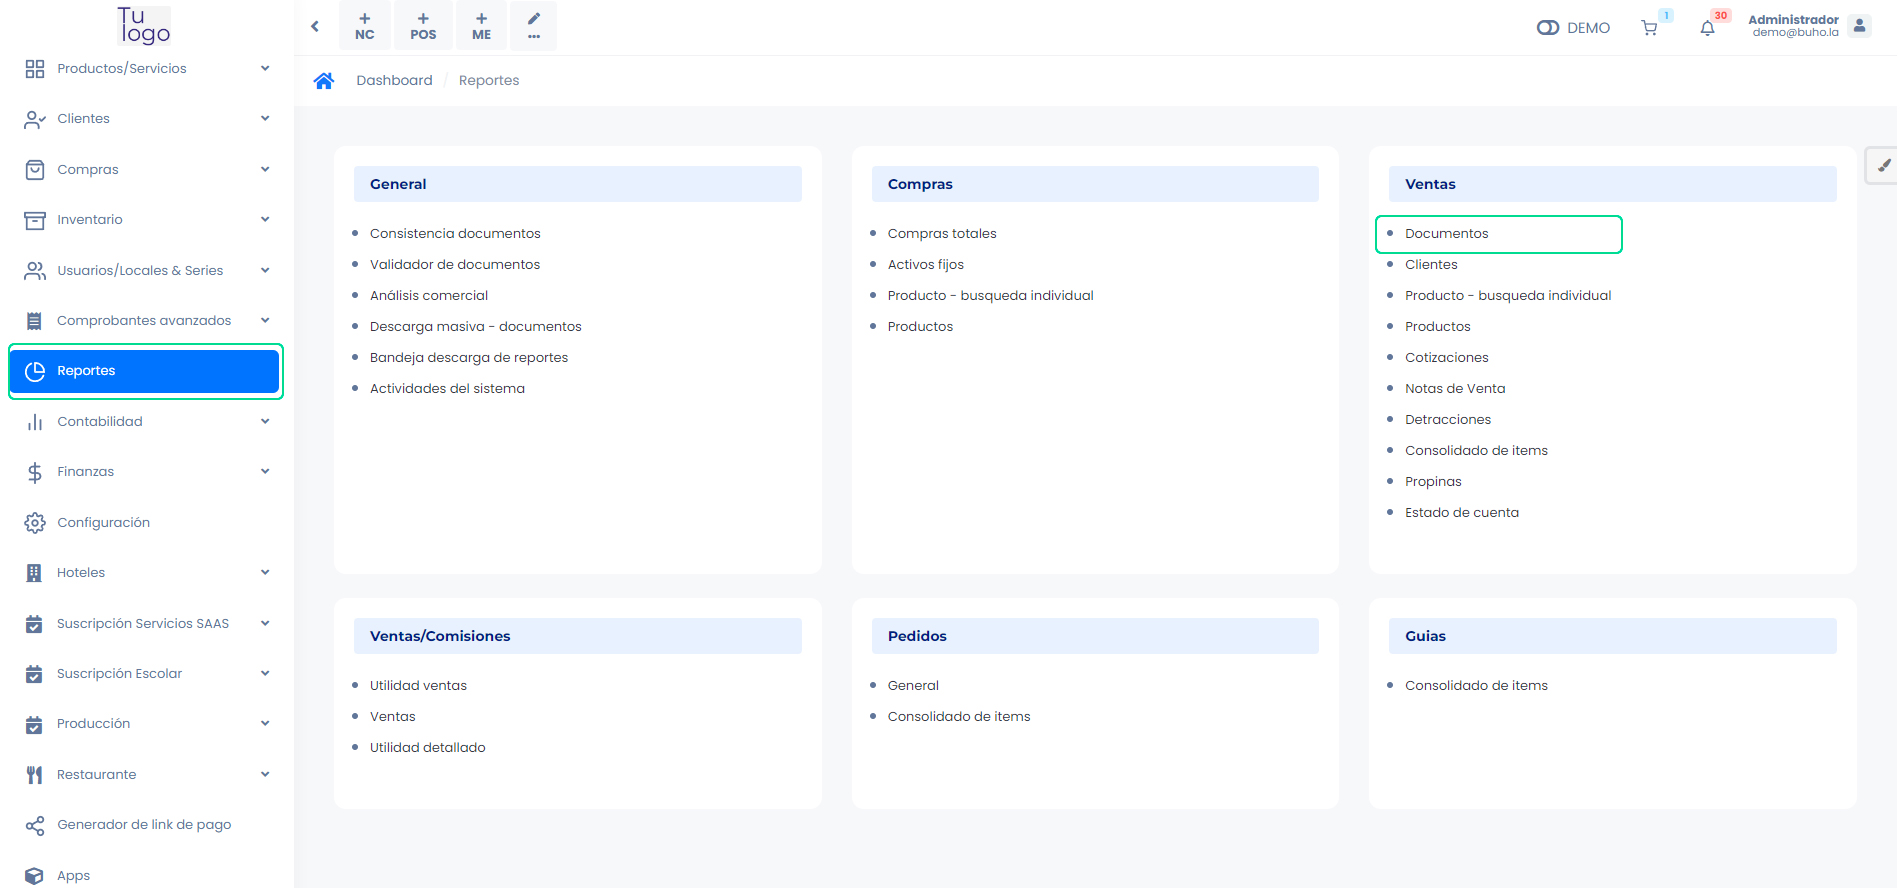 Tu
logo
Productos/Servicios
Clientes
Compras
Inventario
Usuarios/Locales & Series
Comprobantes avanzados
Reportes
Contabilidad
Finanzas
Configuración
Hoteles
Suscripción Servicios SAAS
Suscripción Escolar
Producción
Restaurante
Generador de link de pago
Apps
+ NC
+ POS
+ ME
...
DEMO
1
30
Administrador
demo@buho.la
Dashboard / Reportes
General
Consistencia documentos
Validador de documentos
Análisis comercial
Descarga masiva - documentos
Bandeja descarga de reportes
Actividades del sistema
Compras
Compras totales
Activos fijos
Producto - busqueda individual
Productos
Ventas
Documentos
Clientes
Producto - busqueda individual
Productos
Cotizaciones
Notas de Venta
Detracciones
Consolidado de items
Propinas
Estado de cuenta
Ventas/Comisiones
Utilidad ventas
Ventas
Utilidad detallado
Pedidos
General
Consolidado de items
Guias
Consolidado de items